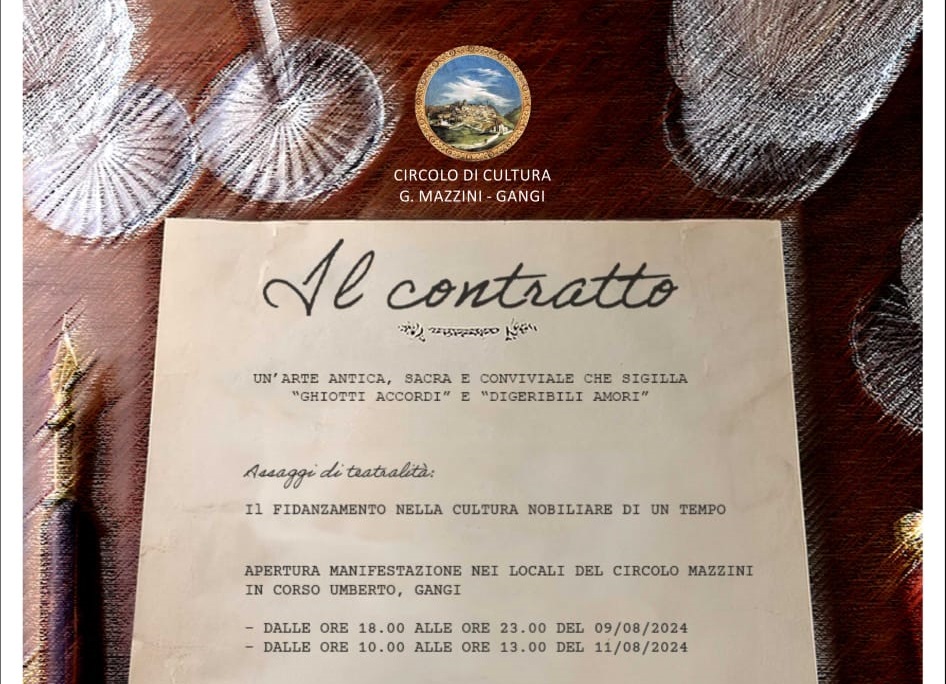 CIRCOLO DI CULTURA
G. MAZZINI - GANGI
Il contratto
UN’ARTE ANTICA, SACRA E CONVIVIALE CHE SIGILLA
“GHIOTTI ACCORDI” E “DIGERIBILI AMORI”
Assaggi di teatralità:
Il FIDANZAMENTO NELLA CULTURA NOBILIARE DI UN TEMPO
APERTURA MANIFESTAZIONE NEI LOCALI DEL CIRCOLO MAZZINI
IN CORSO UMBERTO, GANGI
- DALLE ORE 18.00 ALLE ORE 23.00 DEL 09/08/2024
- DALLE ORE 10.00 ALLE ORE 13.00 DEL 11/08/2024